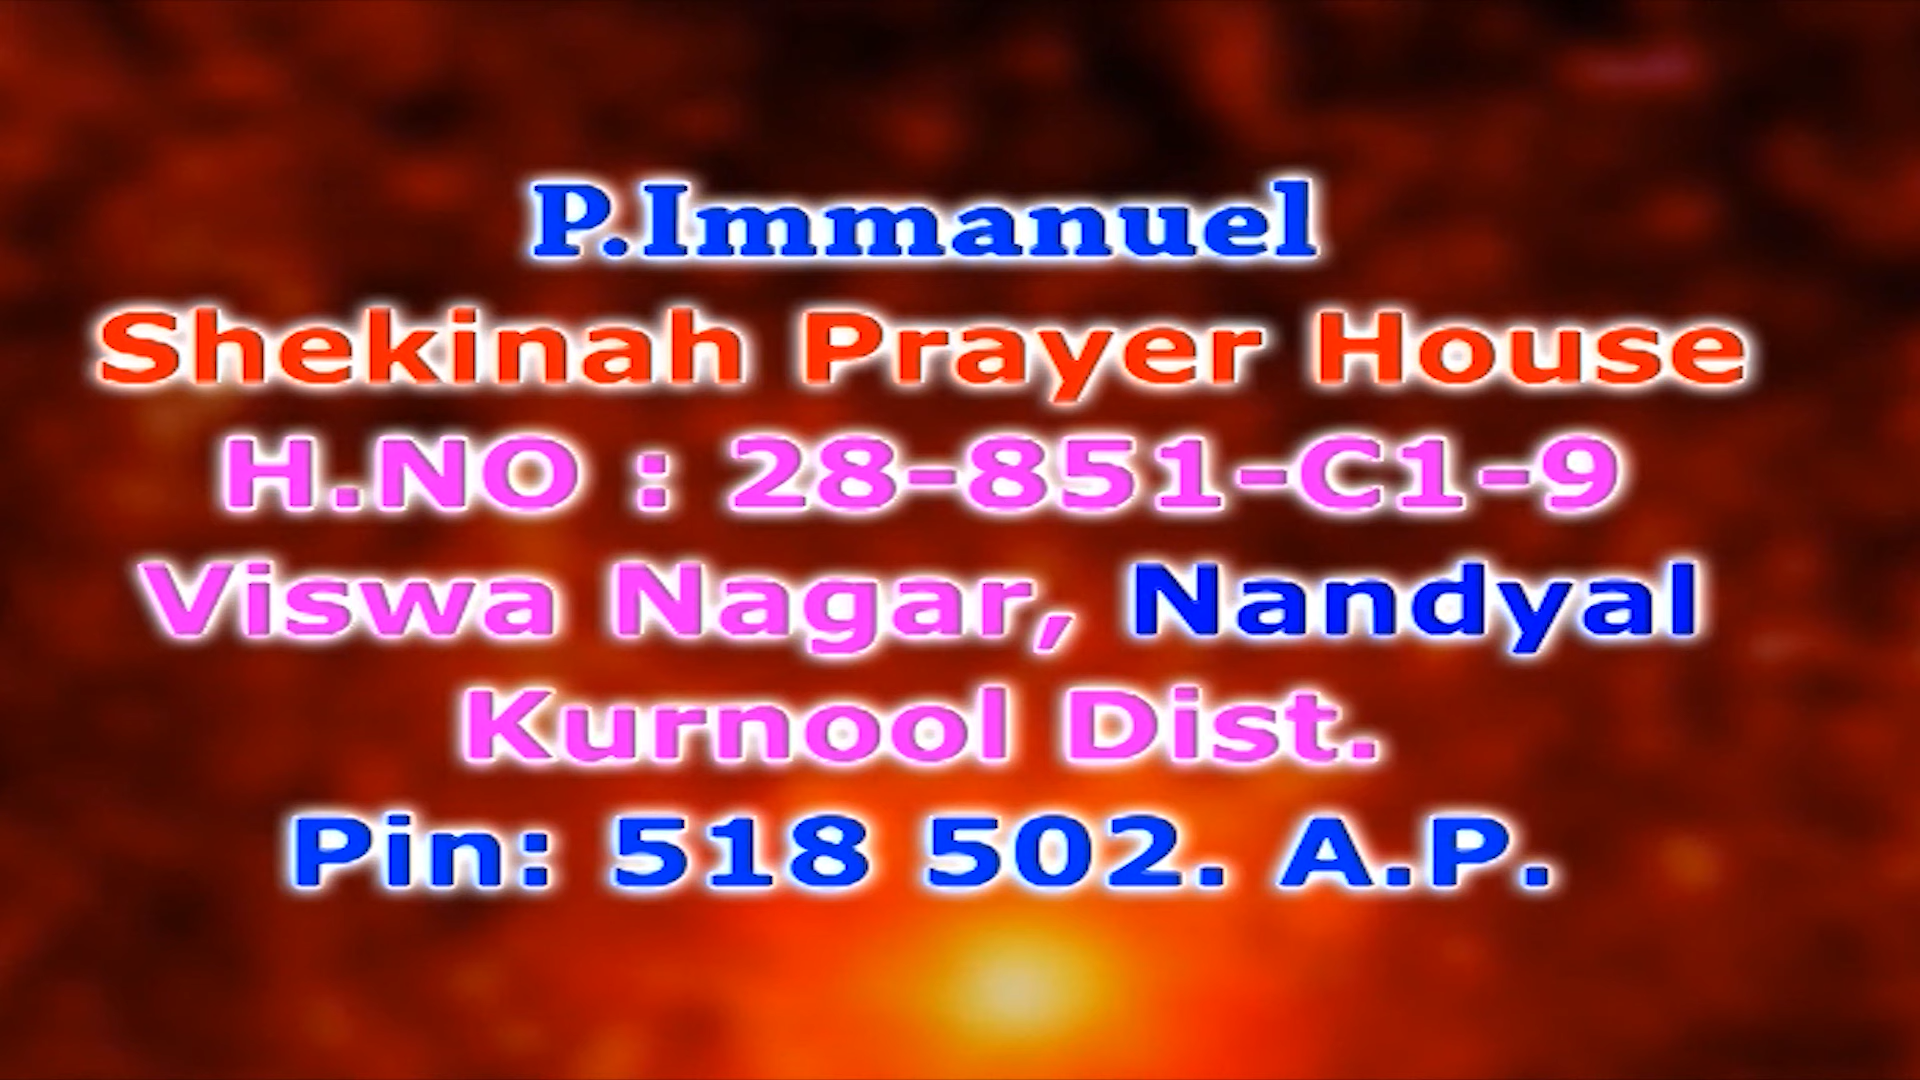 P.Immanuel
Shekinah Prayer House
H.NO : 28-851-C1-9
Viswa Nagar, Nandyal
Kurnool Dist.
Pin: 518 502. A.P.